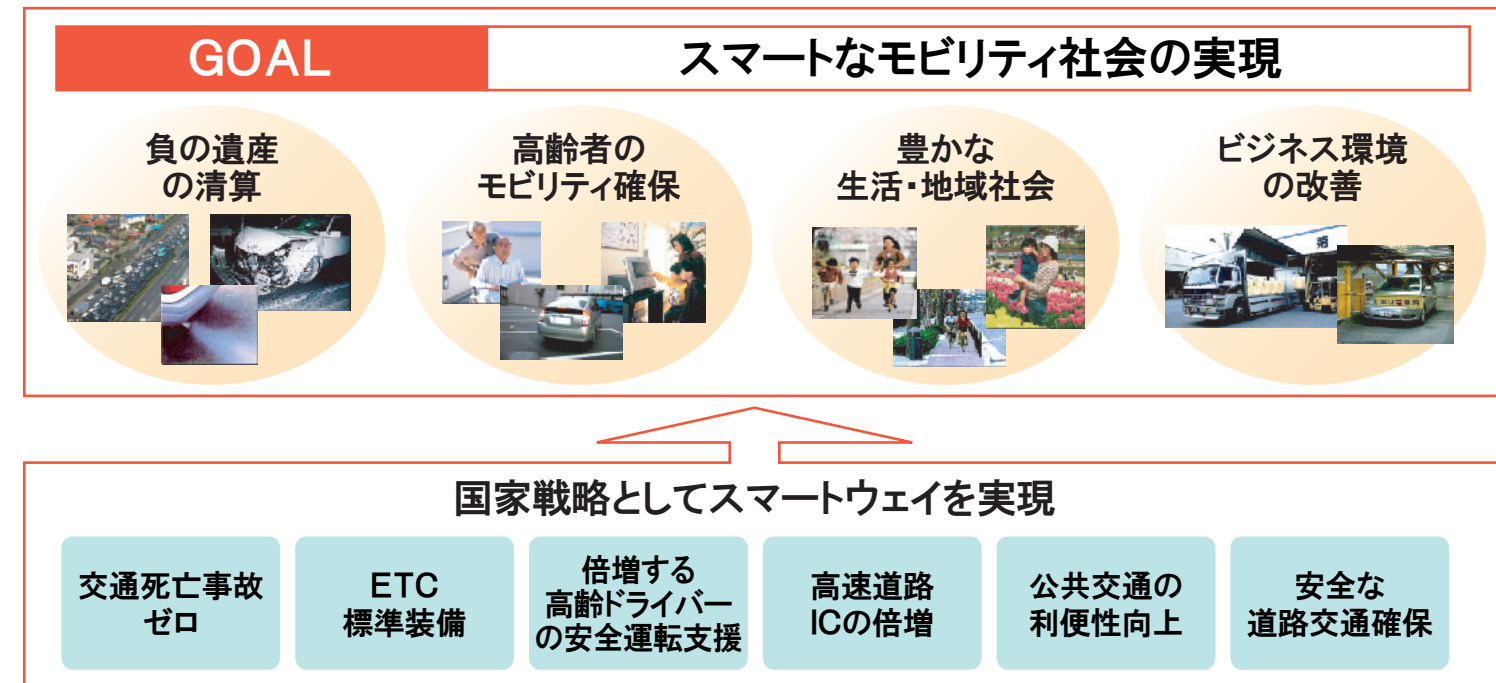 GOAL
スマートなモビリティ社会の実現
負の遺産
の清算
高齢者の
モビリティ確保
豊かな
生活・地域社会
ビジネス環境
の改善
国家戦略としてスマートウェイを実現
交通死亡事故
ゼロ
ETC
標準装備
倍増する
高齢ドライバー
の安全運転支援
高速道路
ICの倍増
公共交通の
利便性向上
安全な
道路交通確保